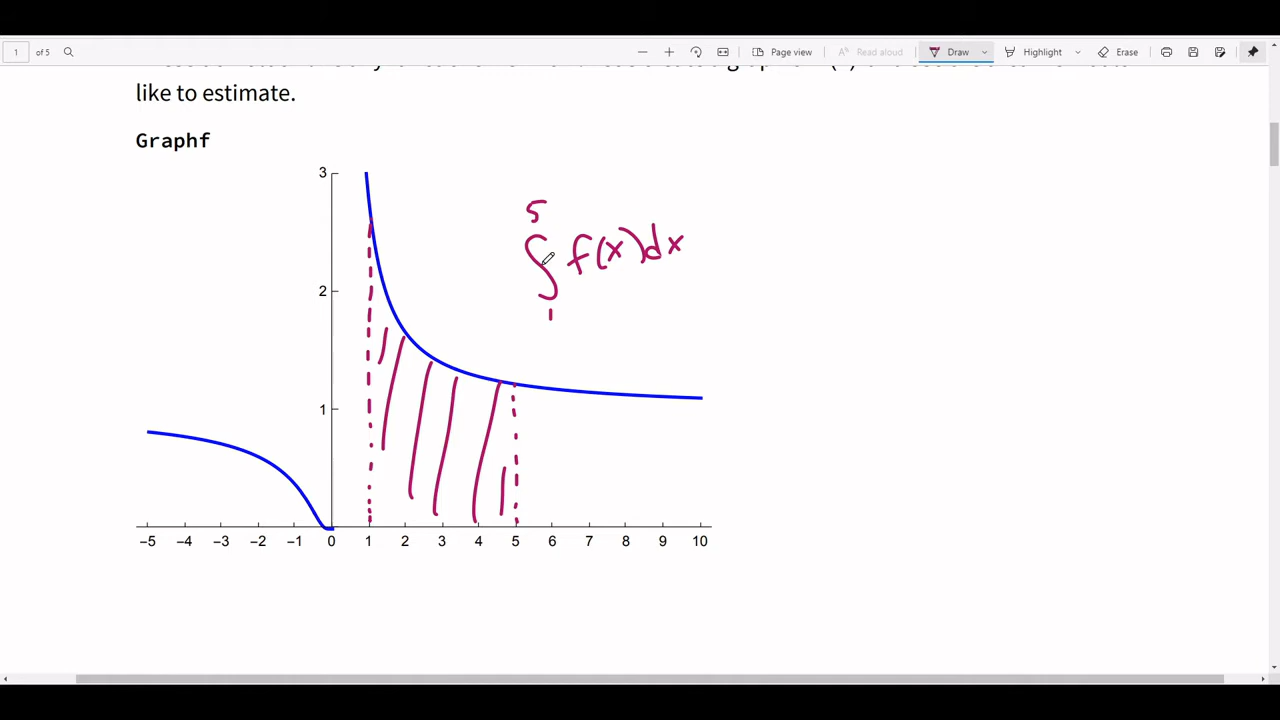 1 of 5 Page view Read aloud Draw Highlight Erase
like to estimate.
Graphf
3
5
∫ f(x)dx
1
2
1
-5 -4 -3 -2 -1 0 1 2 3 4 5 6 7 8 9 10